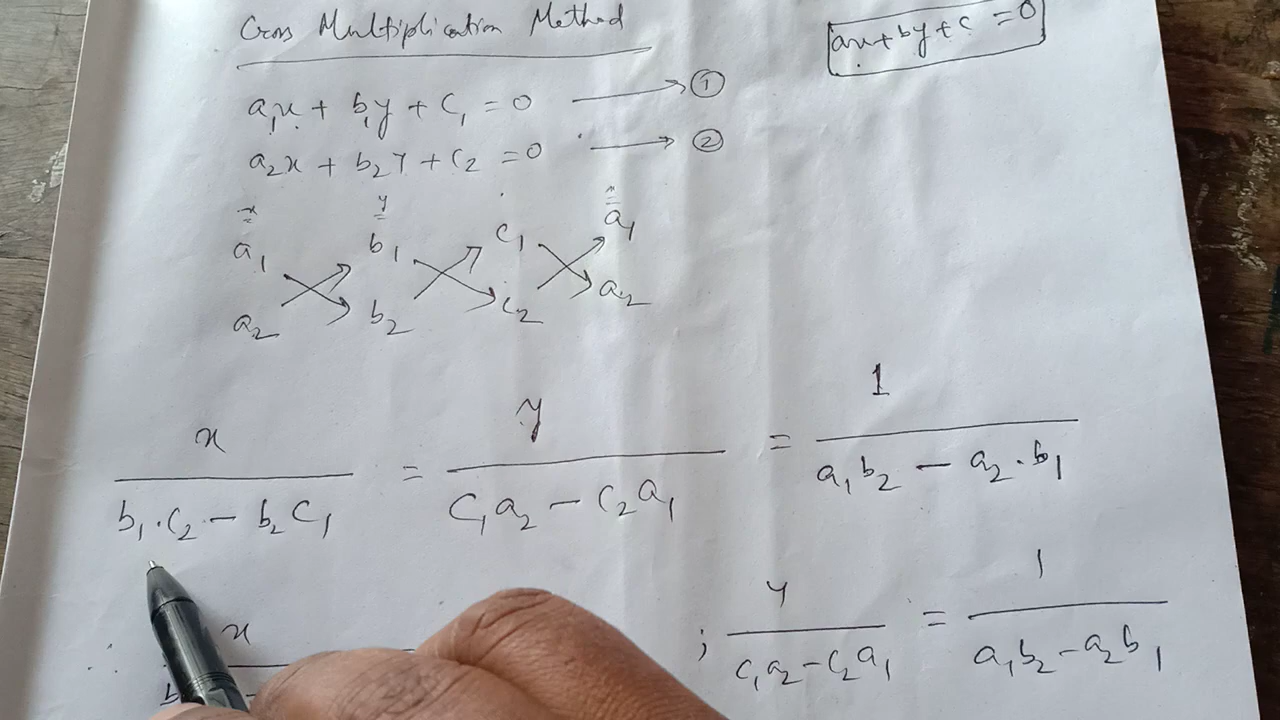 Cross Multiplication Method
ax + by + c = 0
a₁x + b₁y + c₁ = 0 → ①
a₂x + b₂y + c₂ = 0 → ②
x y x
a₁ b₁ c₁ a₁
a₂ b₂ c₂ a₂
x / (b₁·c₂ - b₂c₁) = y / (c₁a₂ - c₂a₁) = 1 / (a₁b₂ - a₂·b₁)
∴ x / b ; y / (c₁a₂ - c₂a₁) = 1 / (a₁b₂ - a₂b₁)